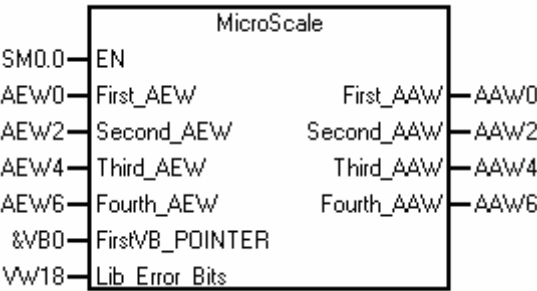 MicroScale
SM0.0 EN
AEW0 First_AEW First_AAW AAW0
AEW2 Second_AEW Second_AAW AAW2
AEW4 Third_AEW Third_AAW AAW4
AEW6 Fourth_AEW Fourth_AAW AAW6
&VB0 FirstVB_POINTER
VW18 Lib_Error_Bits